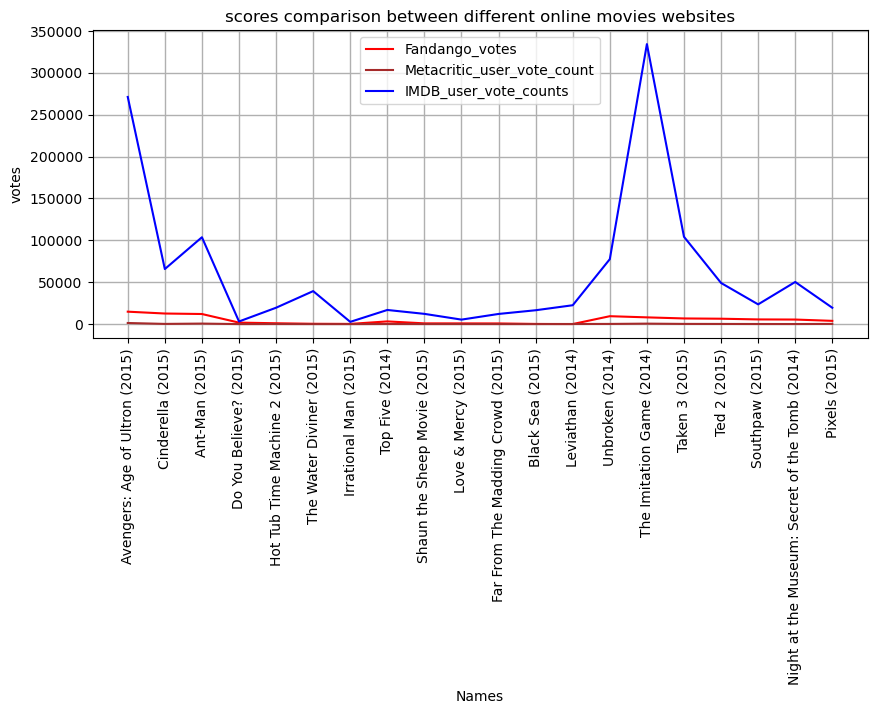 scores comparison between different online movies websites
350000
300000
250000
200000
150000
100000
50000
0
votes
Fandango_votes
Metacritic_user_vote_count
IMDB_user_vote_counts
Avengers: Age of Ultron (2015)
Cinderella (2015)
Ant-Man (2015)
Do You Believe? (2015)
Hot Tub Time Machine 2 (2015)
The Water Diviner (2015)
Irrational Man (2015)
Top Five (2014)
Shaun the Sheep Movie (2015)
Love & Mercy (2015)
Far From The Madding Crowd (2015)
Black Sea (2015)
Leviathan (2014)
Unbroken (2014)
The Imitation Game (2014)
Taken 3 (2015)
Ted 2 (2015)
Southpaw (2015)
Night at the Museum: Secret of the Tomb (2014)
Pixels (2015)
Names